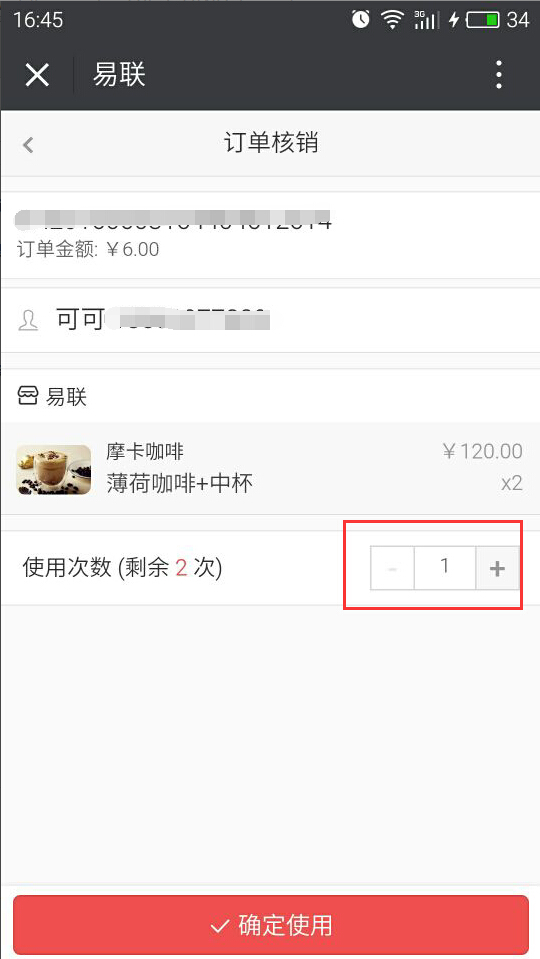 16:45
3G
34
易联
订单核销
订单金额: ￥6.00
可可
易联
摩卡咖啡
￥120.00
薄荷咖啡+中杯
x2
使用次数 (剩余 2 次)
- 1 +
确定使用